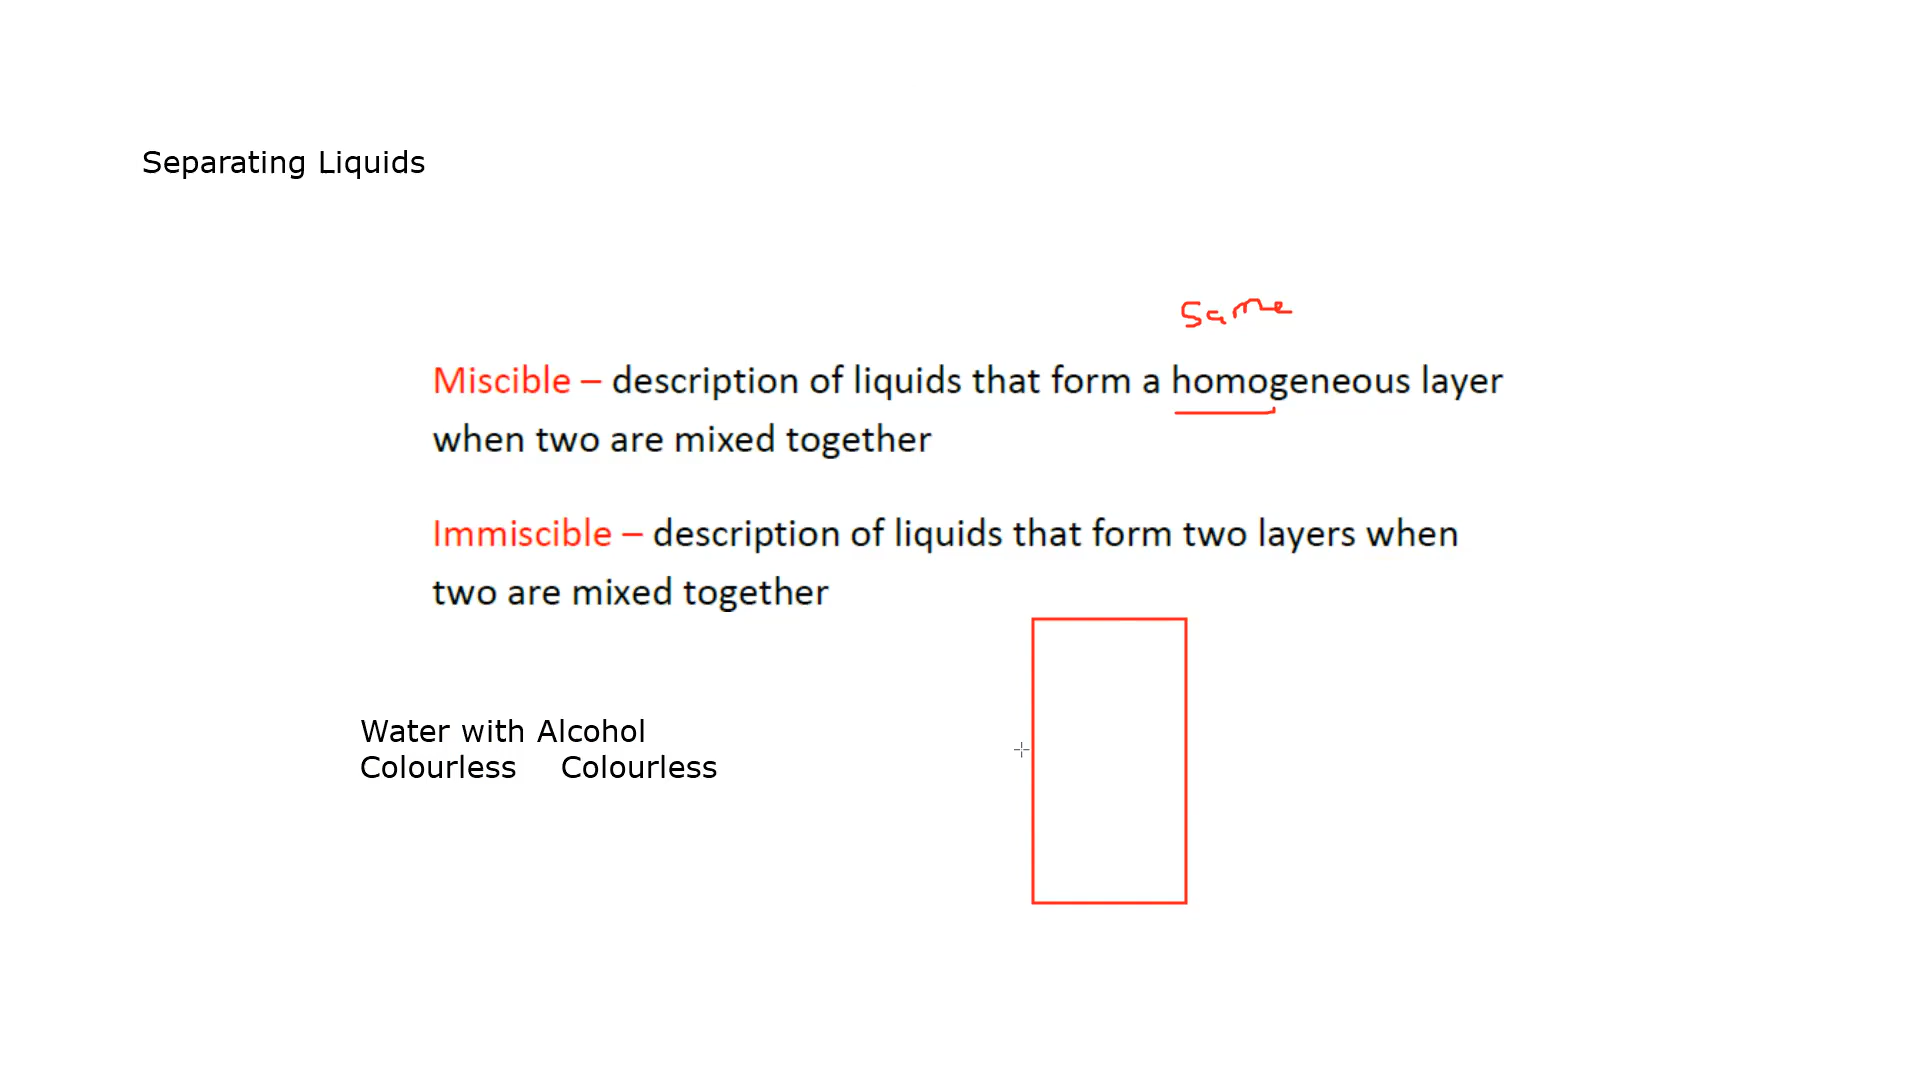 Separating Liquids
same
Miscible – description of liquids that form a homogeneous layer
when two are mixed together
Immiscible – description of liquids that form two layers when
two are mixed together
Water with Alcohol
Colourless Colourless